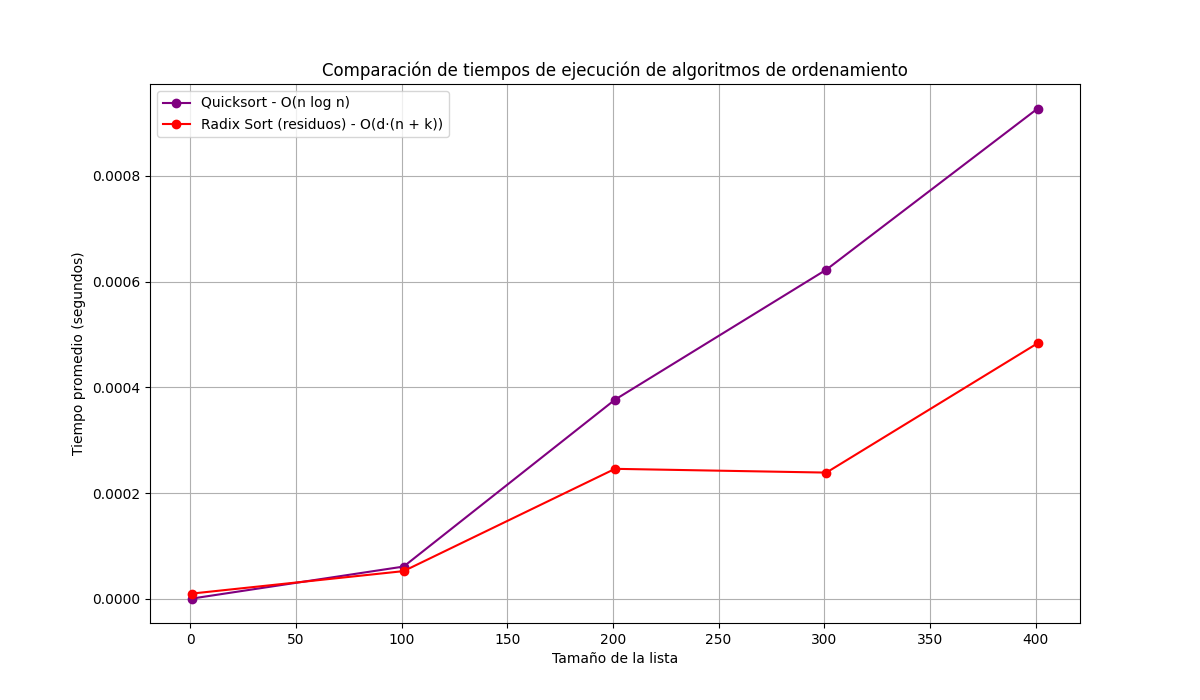 Comparación de tiempos de ejecución de algoritmos de ordenamiento
Quicksort - O(n log n)
Radix Sort (residuos) - O(d·(n + k))
Tiempo promedio (segundos)
0.0008
0.0006
0.0004
0.0002
0.0000
0 50 100 150 200 250 300 350 400
Tamaño de la lista